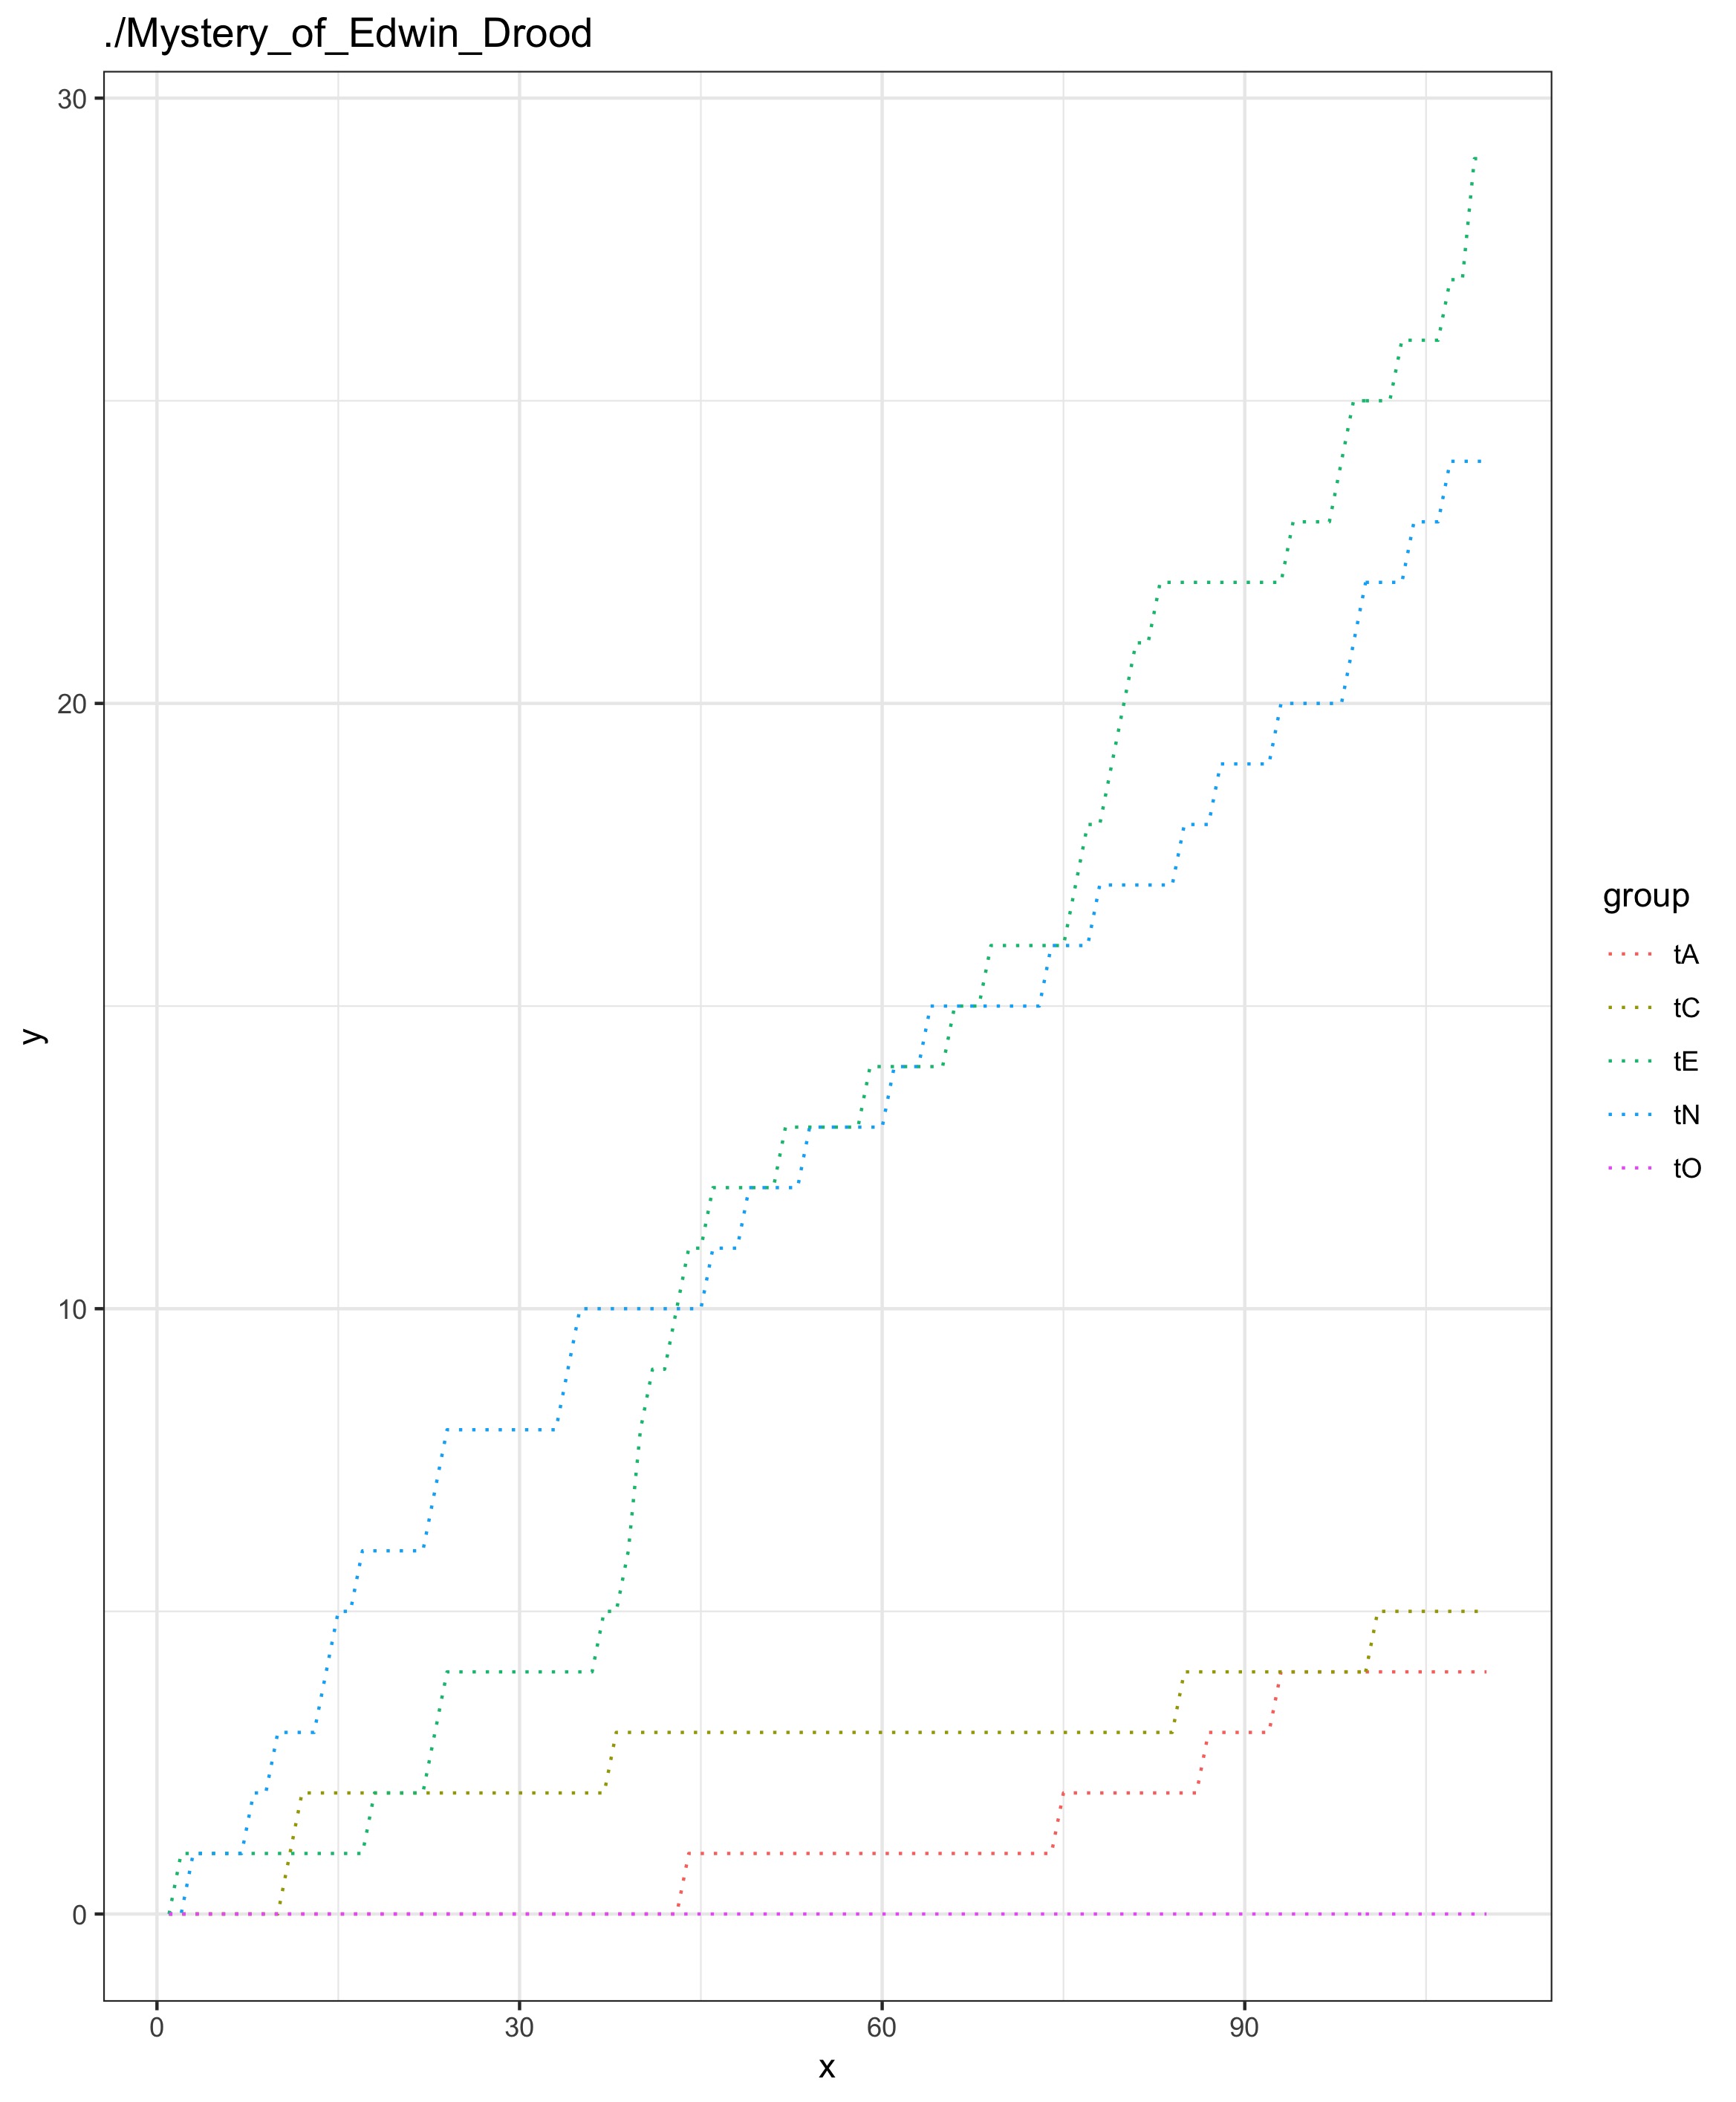 ./Mystery_of_Edwin_Drood
30
20
10
0
y
0 30 60 90
x
group
tA
tC
tE
tN
tO